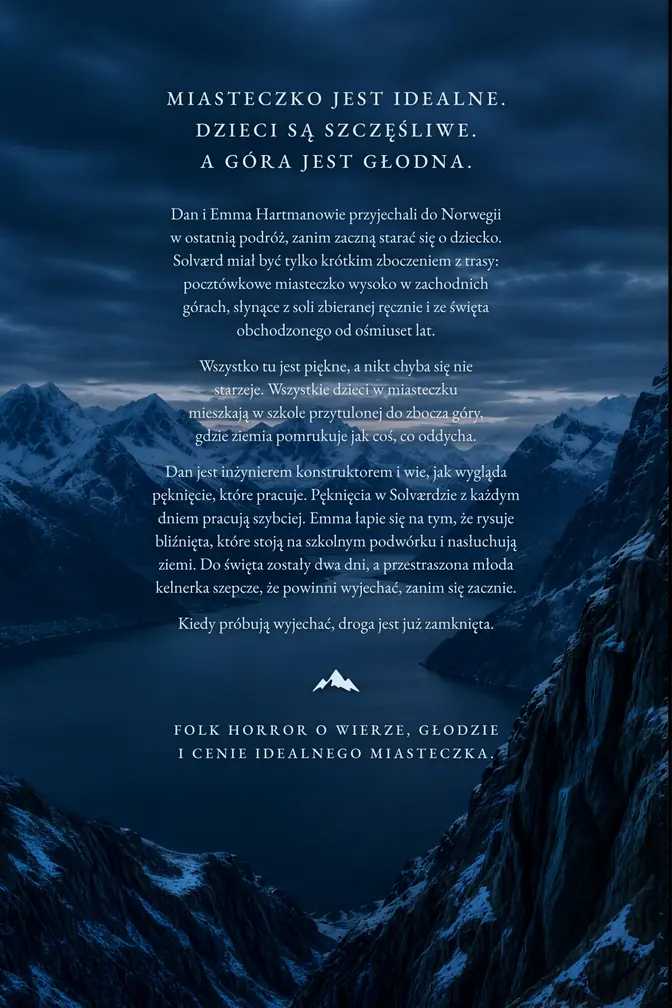 MIASTECZKO JEST IDEALNE.
DZIECI SĄ SZCZĘŚLIWE.
A GÓRA JEST GŁODNA.
Dan i Emma Hartmanowie przyjechali do Norwegii
w ostatnią podróż, zanim zaczną starać się o dziecko.
Solværd miał być tylko krótkim zboczeniem z trasy:
pocztówkowe miasteczko wysoko w zachodnich
górach, słynące z soli zbieranej ręcznie i ze święta
obchodzonego od ośmiuset lat.
Wszystko tu jest piękne, a nikt chyba się nie
starzeje. Wszystkie dzieci w miasteczku
mieszkają w szkole przytulonej do zbocza góry,
gdzie ziemia pomrukuje jak coś, co oddycha.
Dan jest inżynierem konstruktorem i wie, jak wygląda
pęknięcie, które pracuje. Pęknięcia w Solværdzie z każdym
dniem pracują szybciej. Emma łapie się na tym, że rysuje
bliźnięta, które stoją na szkolnym podwórku i nasłuchują
ziemi. Do święta zostały dwa dni, a przestraszona młoda
kelnerka szepcze, że powinni wyjechać, zanim się zacznie.
Kiedy próbują wyjechać, droga jest już zamknięta.
FOLK HORROR O WIERZE, GŁODZIE
I CENIE IDEALNEGO MIASTECZKA.